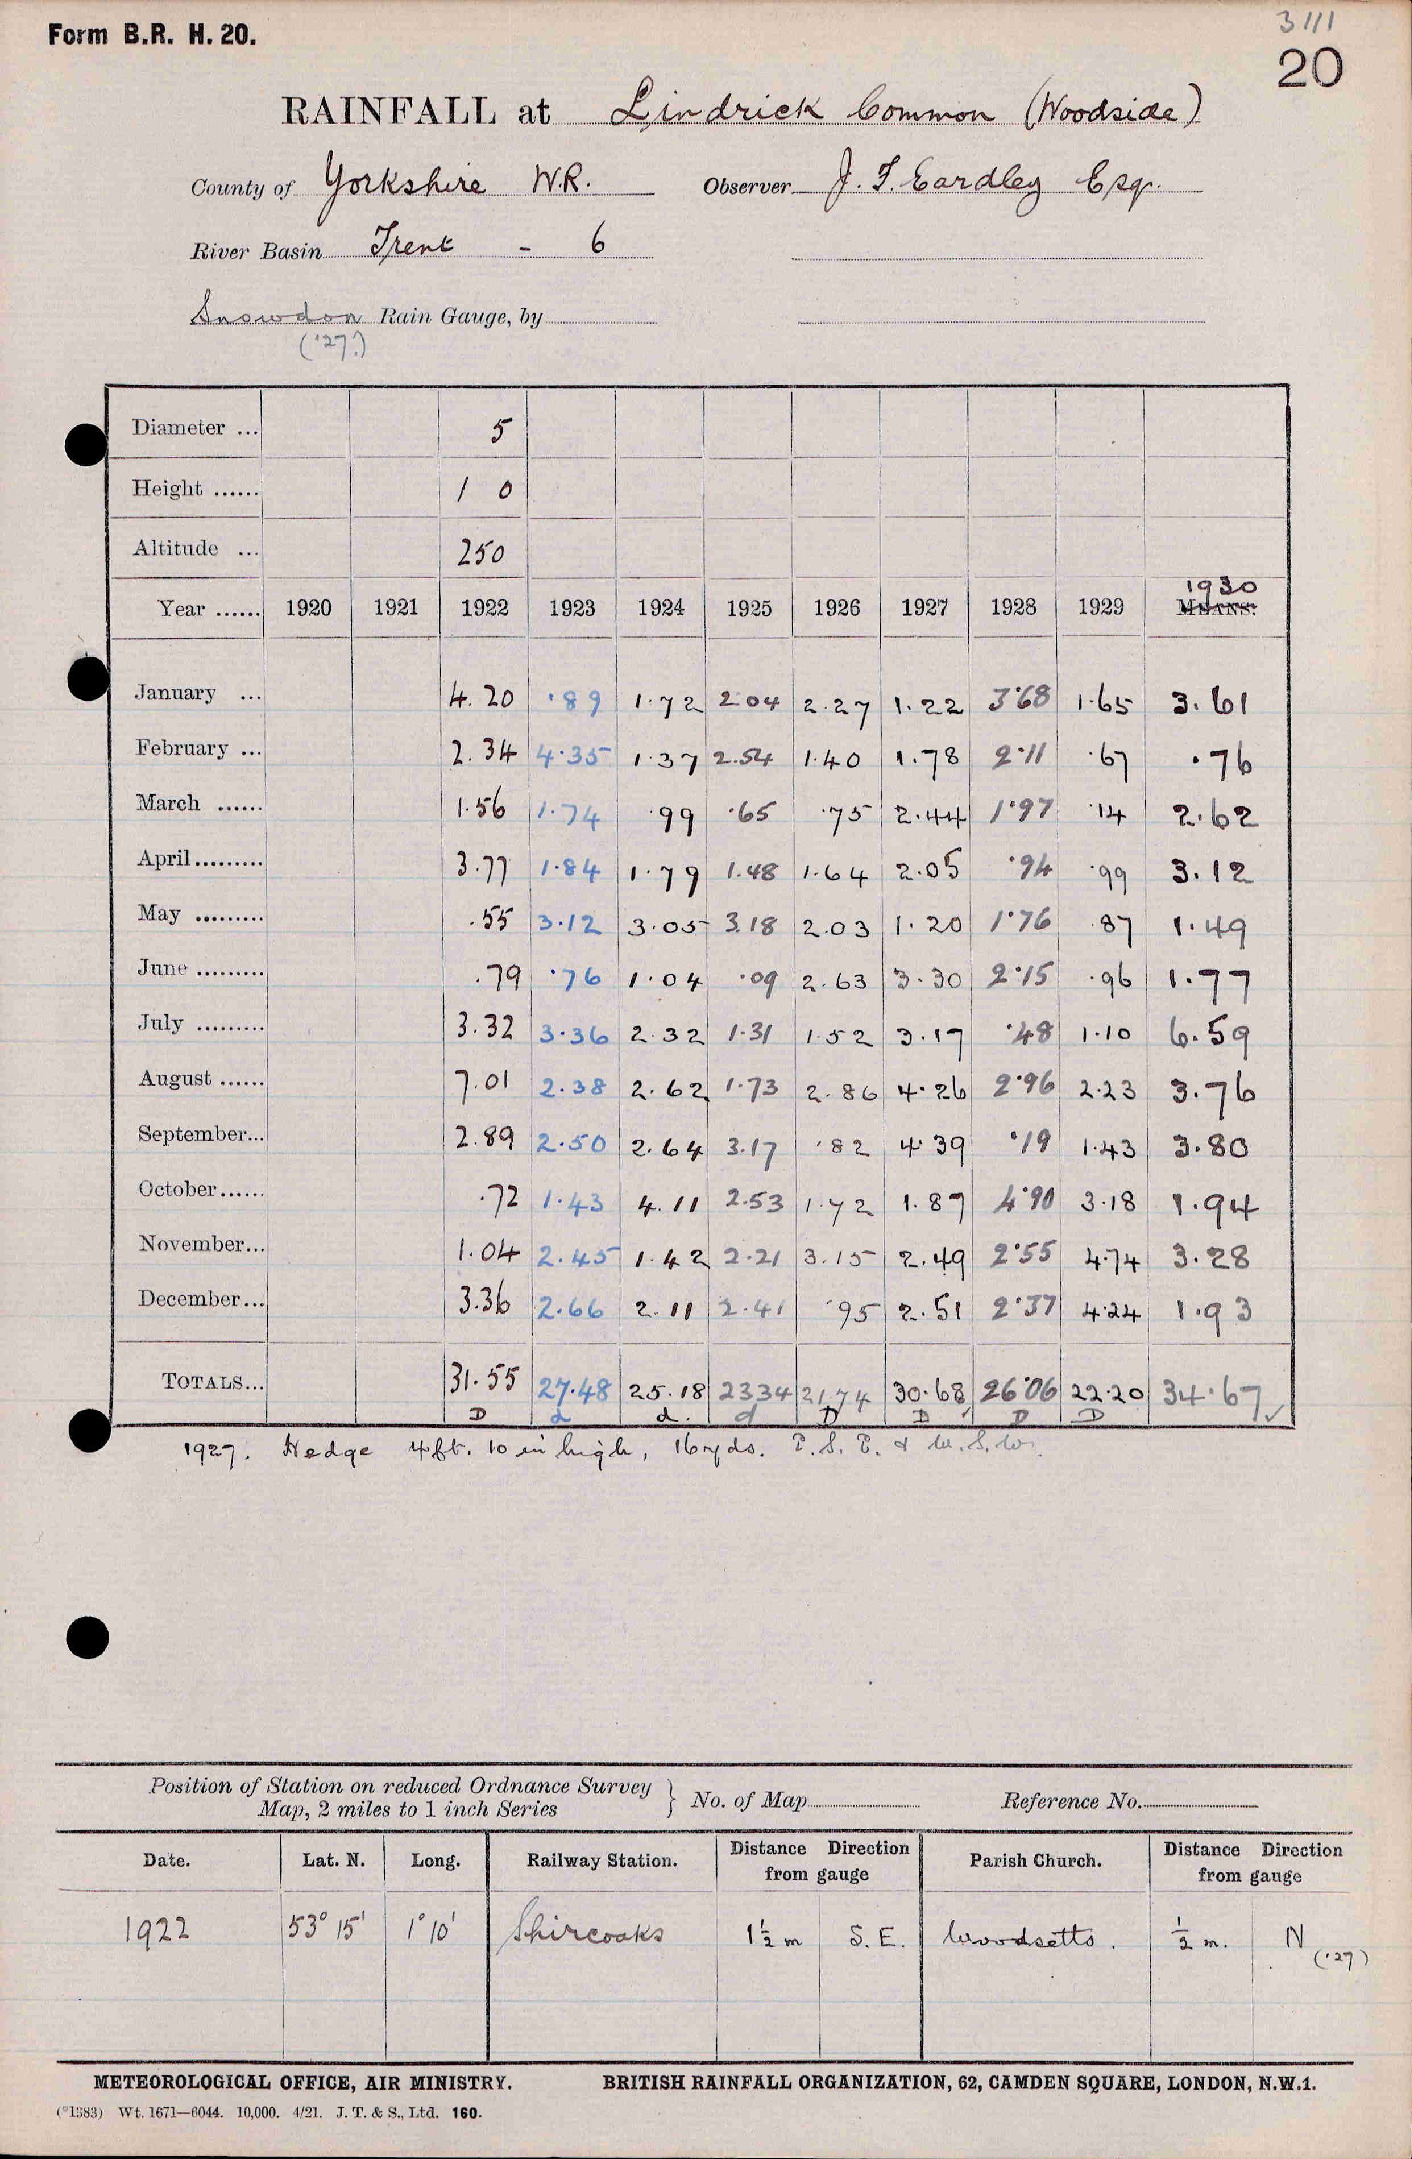 Form B.R. H. 20.
3111
20
RAINFALL at Lindrick Common (Woodside)
County of Yorkshire W.R. Observer J. F. Eardley Esq.
River Basin Trent - 6
Snowdon Rain Gauge, by
('27.)
Diameter ... 5
Height ...... 1 0
Altitude ... 250
1930
Year ...... 1920 1921 1922 1923 1924 1925 1926 1927 1928 1929 MEANS.
January ... 4.20 .89 1.72 2.04 2.27 1.22 3.68 1.65 3.61
February ... 2.34 4.35 1.37 2.54 1.40 1.78 2.11 .67 .76
March ...... 1.56 1.74 .99 .65 .75 2.44 1.97 .14 2.62
April......... 3.77 1.84 1.79 1.48 1.64 2.05 .94 .99 3.12
May ......... .55 3.12 3.05 3.18 2.03 1.20 1.76 .87 1.49
June ......... .79 .76 1.04 .09 2.63 3.30 2.15 .96 1.77
July ......... 3.32 3.36 2.32 1.31 1.52 3.17 .48 1.10 6.59
August ...... 7.01 2.38 2.62 1.73 2.86 4.26 2.96 2.23 3.76
September... 2.89 2.50 2.64 3.17 .82 4.39 .19 1.43 3.80
October...... .72 1.43 4.11 2.53 1.72 1.87 4.90 3.18 1.94
November... 1.04 2.45 1.42 2.21 3.15 2.49 2.55 4.74 3.28
December... 3.36 2.66 2.11 2.41 .95 2.51 2.37 4.24 1.93
TOTALS... 31.55 27.48 25.18 23.34 21.74 30.68 26.06 22.20 34.67 ✓
D d d. d D D ✓ D D
1927. Hedge 4ft. 10 in high, 16 yds. E.S.E. & W.S.W.
Position of Station on reduced Ordnance Survey
Map, 2 miles to 1 inch Series } No. of Map Reference No.
Date. Lat. N. Long. Railway Station. Distance Direction from gauge Parish Church. Distance Direction from gauge
1922 53° 15' 1° 10' Shireoaks 1½ m S. E. Woodsetts. ½ m. N ('27)
METEOROLOGICAL OFFICE, AIR MINISTRY. BRITISH RAINFALL ORGANIZATION, 62, CAMDEN SQUARE, LONDON, N.W.1.
(*1383) Wt. 1671—6044. 10,000. 4/21. J. T. & S., Ltd. 160.